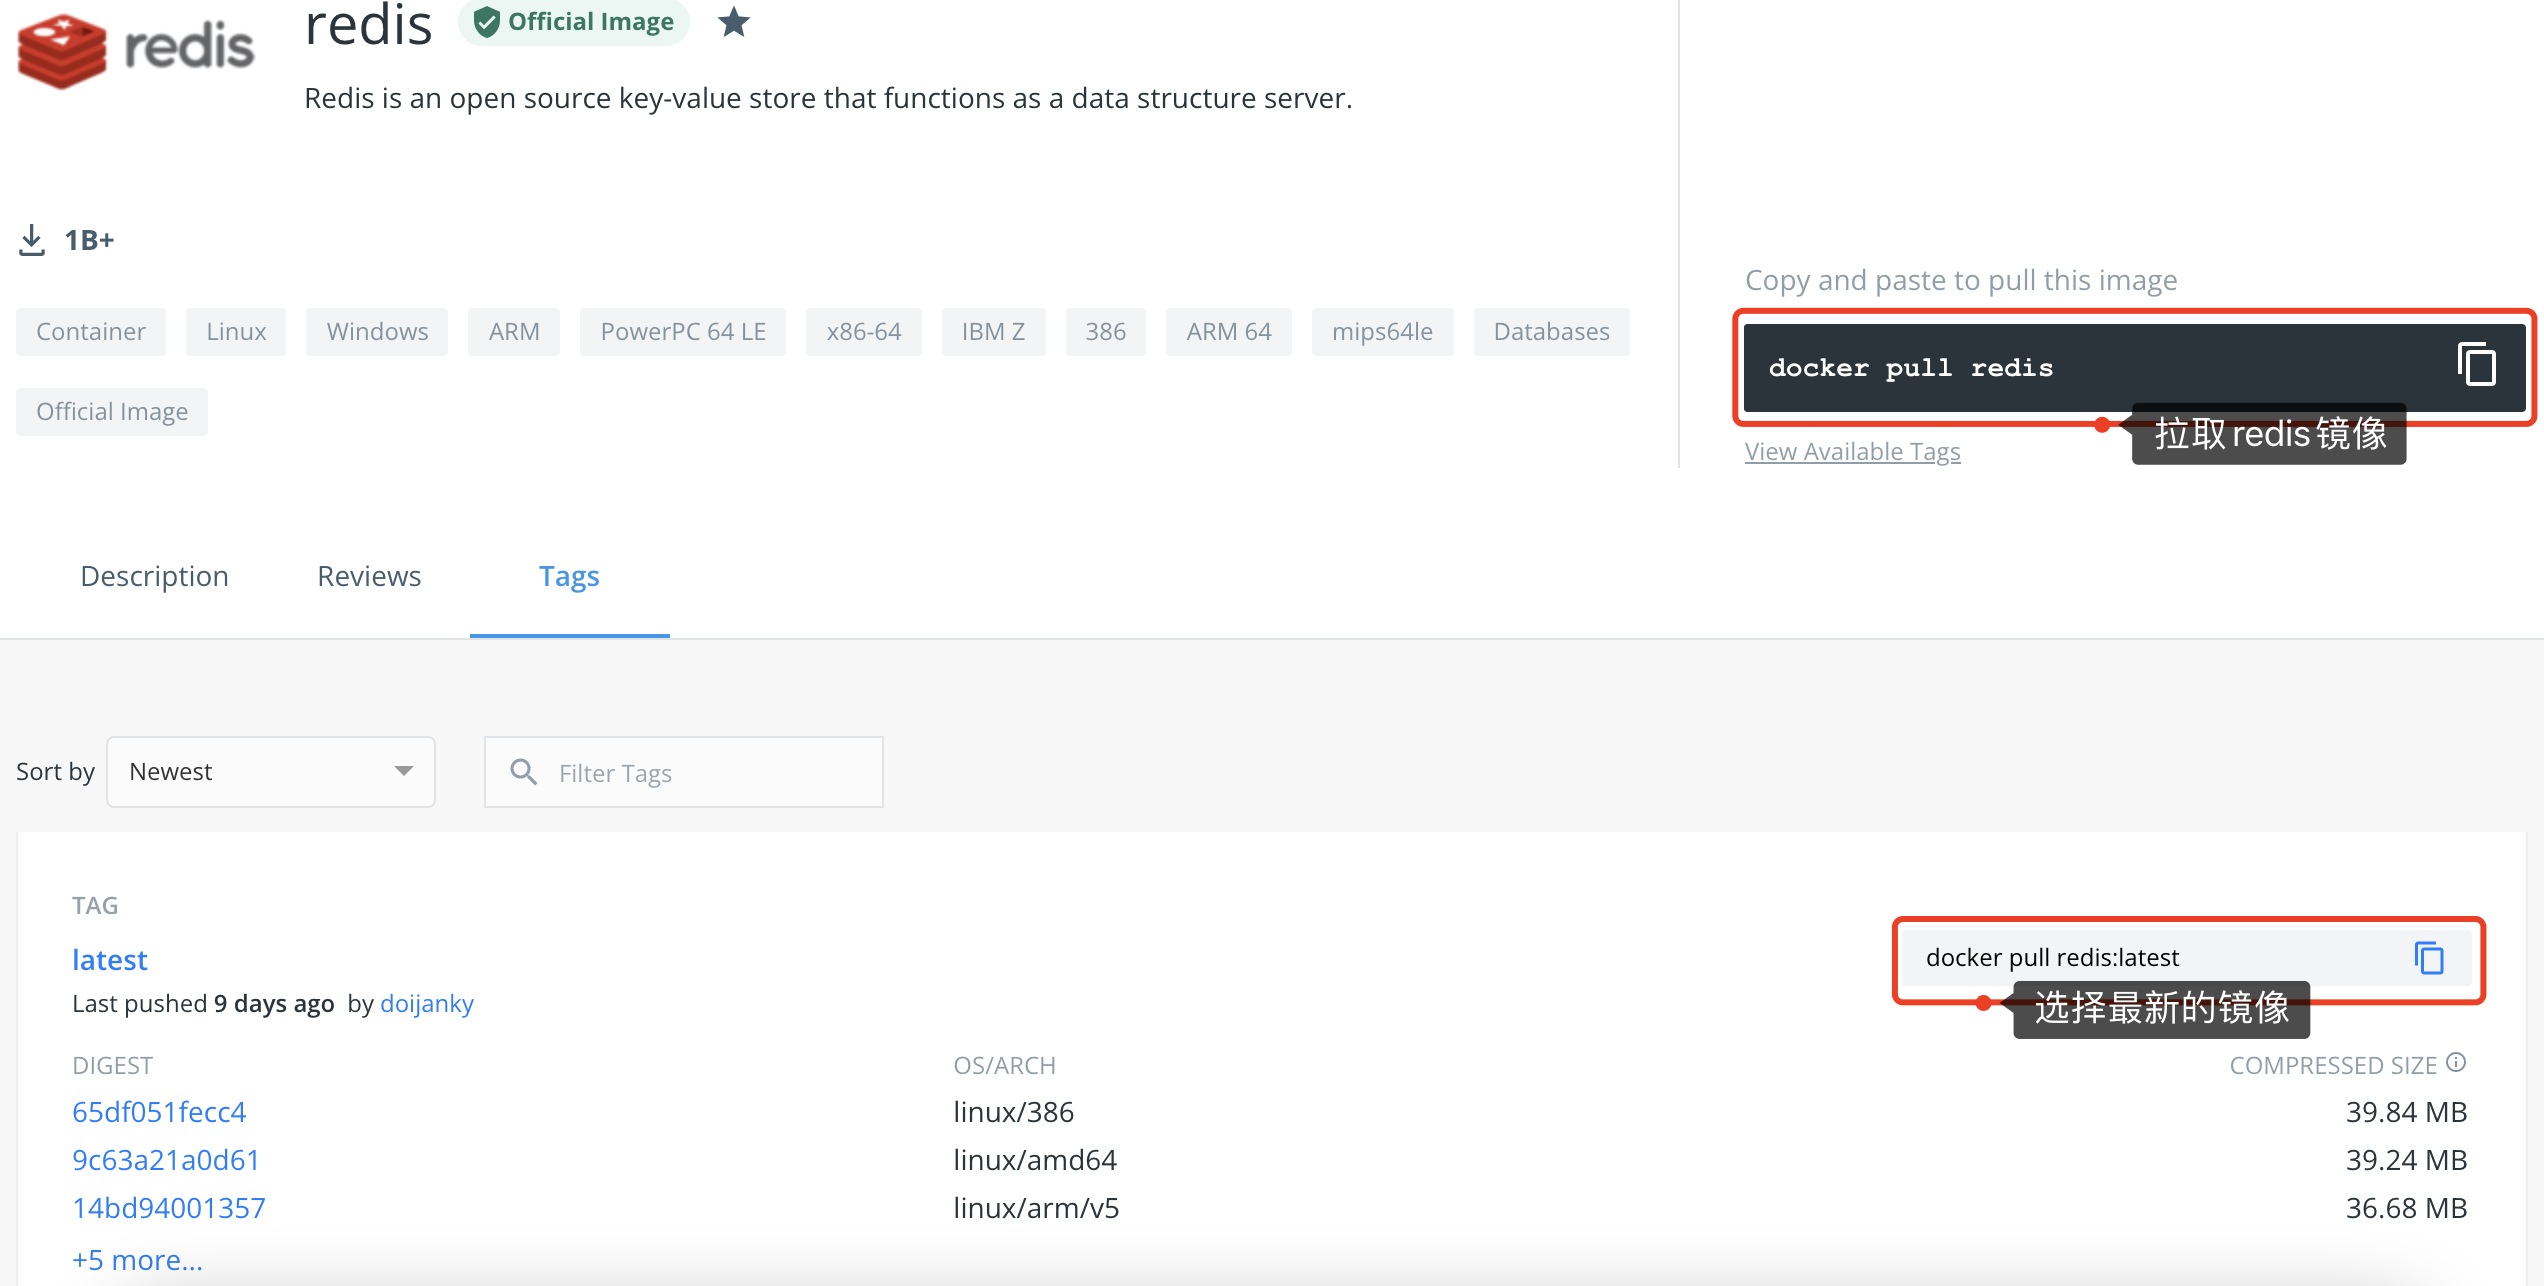 redis
redis Official Image
Redis is an open source key-value store that functions as a data structure server.
1B+
Container Linux Windows ARM PowerPC 64 LE x86-64 IBM Z 386 ARM 64 mips64le Databases
Official Image
Copy and paste to pull this image
docker pull redis
拉取redis镜像
View Available Tags
Description Reviews Tags
Sort by Newest Filter Tags
TAG
latest
Last pushed 9 days ago by doijanky
docker pull redis:latest
选择最新的镜像
DIGEST OS/ARCH COMPRESSED SIZE
65df051fecc4 linux/386 39.84 MB
9c63a21a0d61 linux/amd64 39.24 MB
14bd94001357 linux/arm/v5 36.68 MB
+5 more...